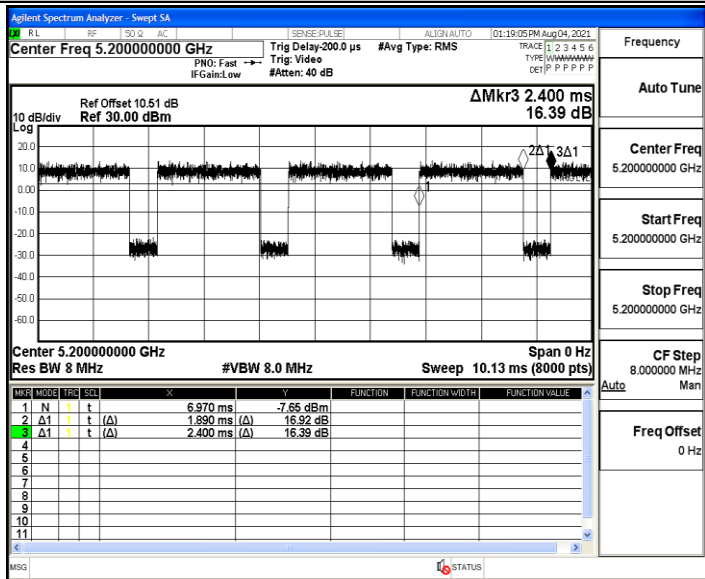 Agilent Spectrum Analyzer - Swept SA
LXI RL RF 50 Ω AC SENSE:PULSE ALIGN AUTO 01:19:05 PM Aug 04, 2021
Center Freq 5.200000000 GHz
PNO: Fast
IFGain:Low
Trig Delay-200.0 µs
Trig: Video
#Atten: 40 dB
#Avg Type: RMS
TRACE 1 2 3 4 5 6
TYPE WWWWWW
DET P P P P P P
ΔMkr3 2.400 ms
16.39 dB
Ref Offset 10.51 dB
10 dB/div Ref 30.00 dBm
Log
20.0
10.0
0.00
-10.0
-20.0
-30.0
-40.0
-50.0
-60.0
2Δ1 3Δ1
1
Center 5.200000000 GHz Span 0 Hz
Res BW 8 MHz #VBW 8.0 MHz Sweep 10.13 ms (8000 pts)
MKR MODE TRC SCL X Y FUNCTION FUNCTION WIDTH FUNCTION VALUE
1 N 1 t 6.970 ms -7.65 dBm
2 Δ1 1 t (Δ) 1.890 ms (Δ) 16.92 dB
3 Δ1 1 t (Δ) 2.400 ms (Δ) 16.39 dB
4
5
6
7
8
9
10
11
MSG STATUS
Frequency
Auto Tune
Center Freq
5.200000000 GHz
Start Freq
5.200000000 GHz
Stop Freq
5.200000000 GHz
CF Step
8.000000 MHz
Auto Man
Freq Offset
0 Hz